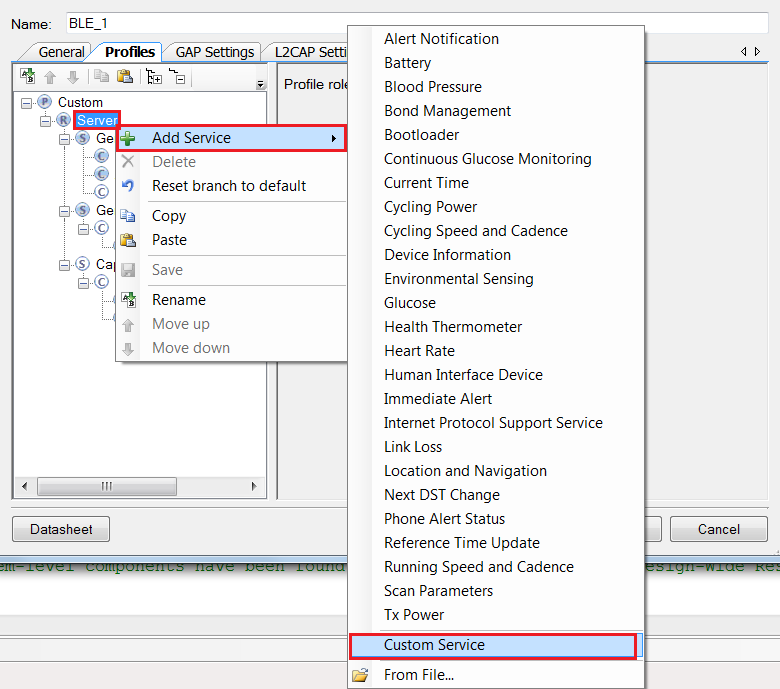 Name: BLE_1
General Profiles GAP Settings L2CAP Setti
Profile role
Custom
Server
Ge
Ge
Cap
Add Service
Delete
Reset branch to default
Copy
Paste
Save
Rename
Move up
Move down
Alert Notification
Battery
Blood Pressure
Bond Management
Bootloader
Continuous Glucose Monitoring
Current Time
Cycling Power
Cycling Speed and Cadence
Device Information
Environmental Sensing
Glucose
Health Thermometer
Heart Rate
Human Interface Device
Immediate Alert
Internet Protocol Support Service
Link Loss
Location and Navigation
Next DST Change
Phone Alert Status
Reference Time Update
Running Speed and Cadence
Scan Parameters
Tx Power
Custom Service
From File...
Datasheet Cancel
em-level components have been found esign-Wide Res